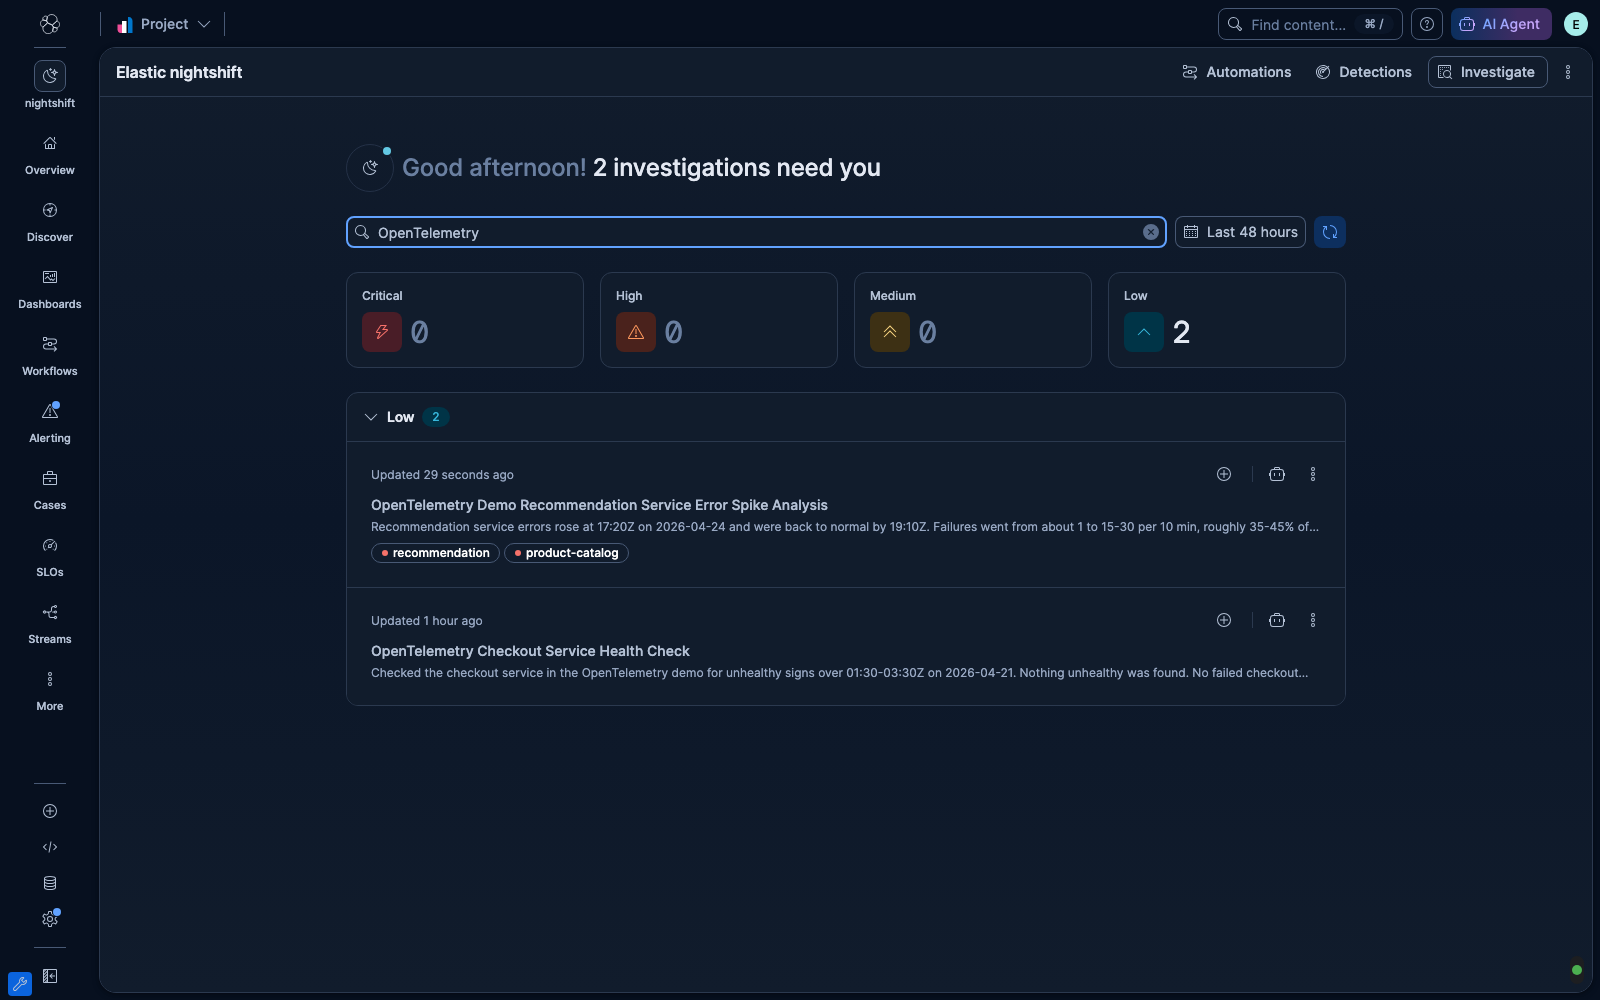 Project
Find content...
⌘ /
AI Agent
E
Elastic nightshift
Automations
Detections
Investigate
nightshift
Overview
Discover
Dashboards
Workflows
Alerting
Cases
SLOs
Streams
More
Good afternoon! 2 investigations need you
OpenTelemetry
Last 48 hours
Critical
0
High
0
Medium
0
Low
2
Low 2
Updated 29 seconds ago
OpenTelemetry Demo Recommendation Service Error Spike Analysis
Recommendation service errors rose at 17:20Z on 2026-04-24 and were back to normal by 19:10Z. Failures went from about 1 to 15-30 per 10 min, roughly 35-45% of...
recommendation
product-catalog
Updated 1 hour ago
OpenTelemetry Checkout Service Health Check
Checked the checkout service in the OpenTelemetry demo for unhealthy signs over 01:30-03:30Z on 2026-04-21. Nothing unhealthy was found. No failed checkout...